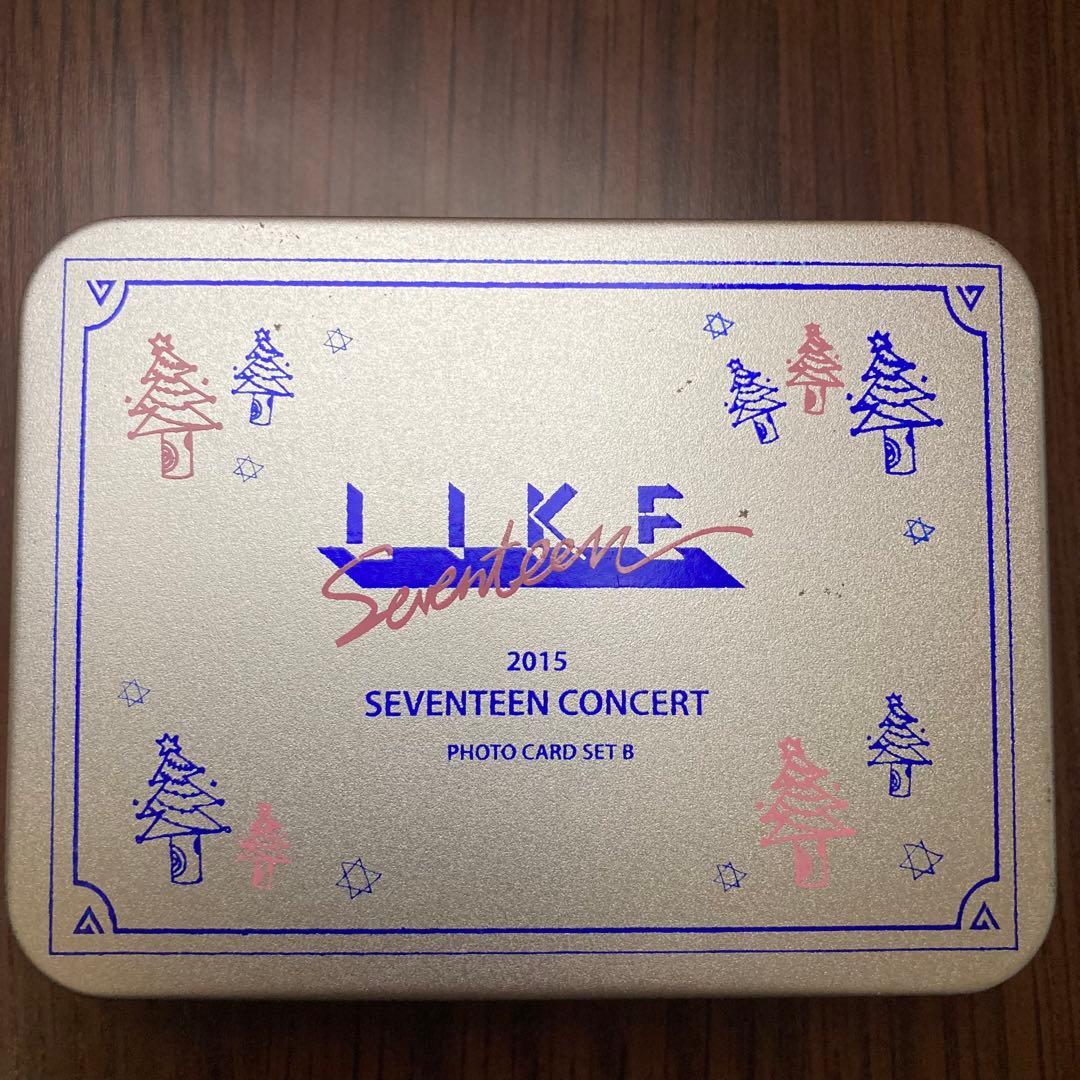 LIKE
Seventeen
2015
SEVENTEEN CONCERT
PHOTO CARD SET B